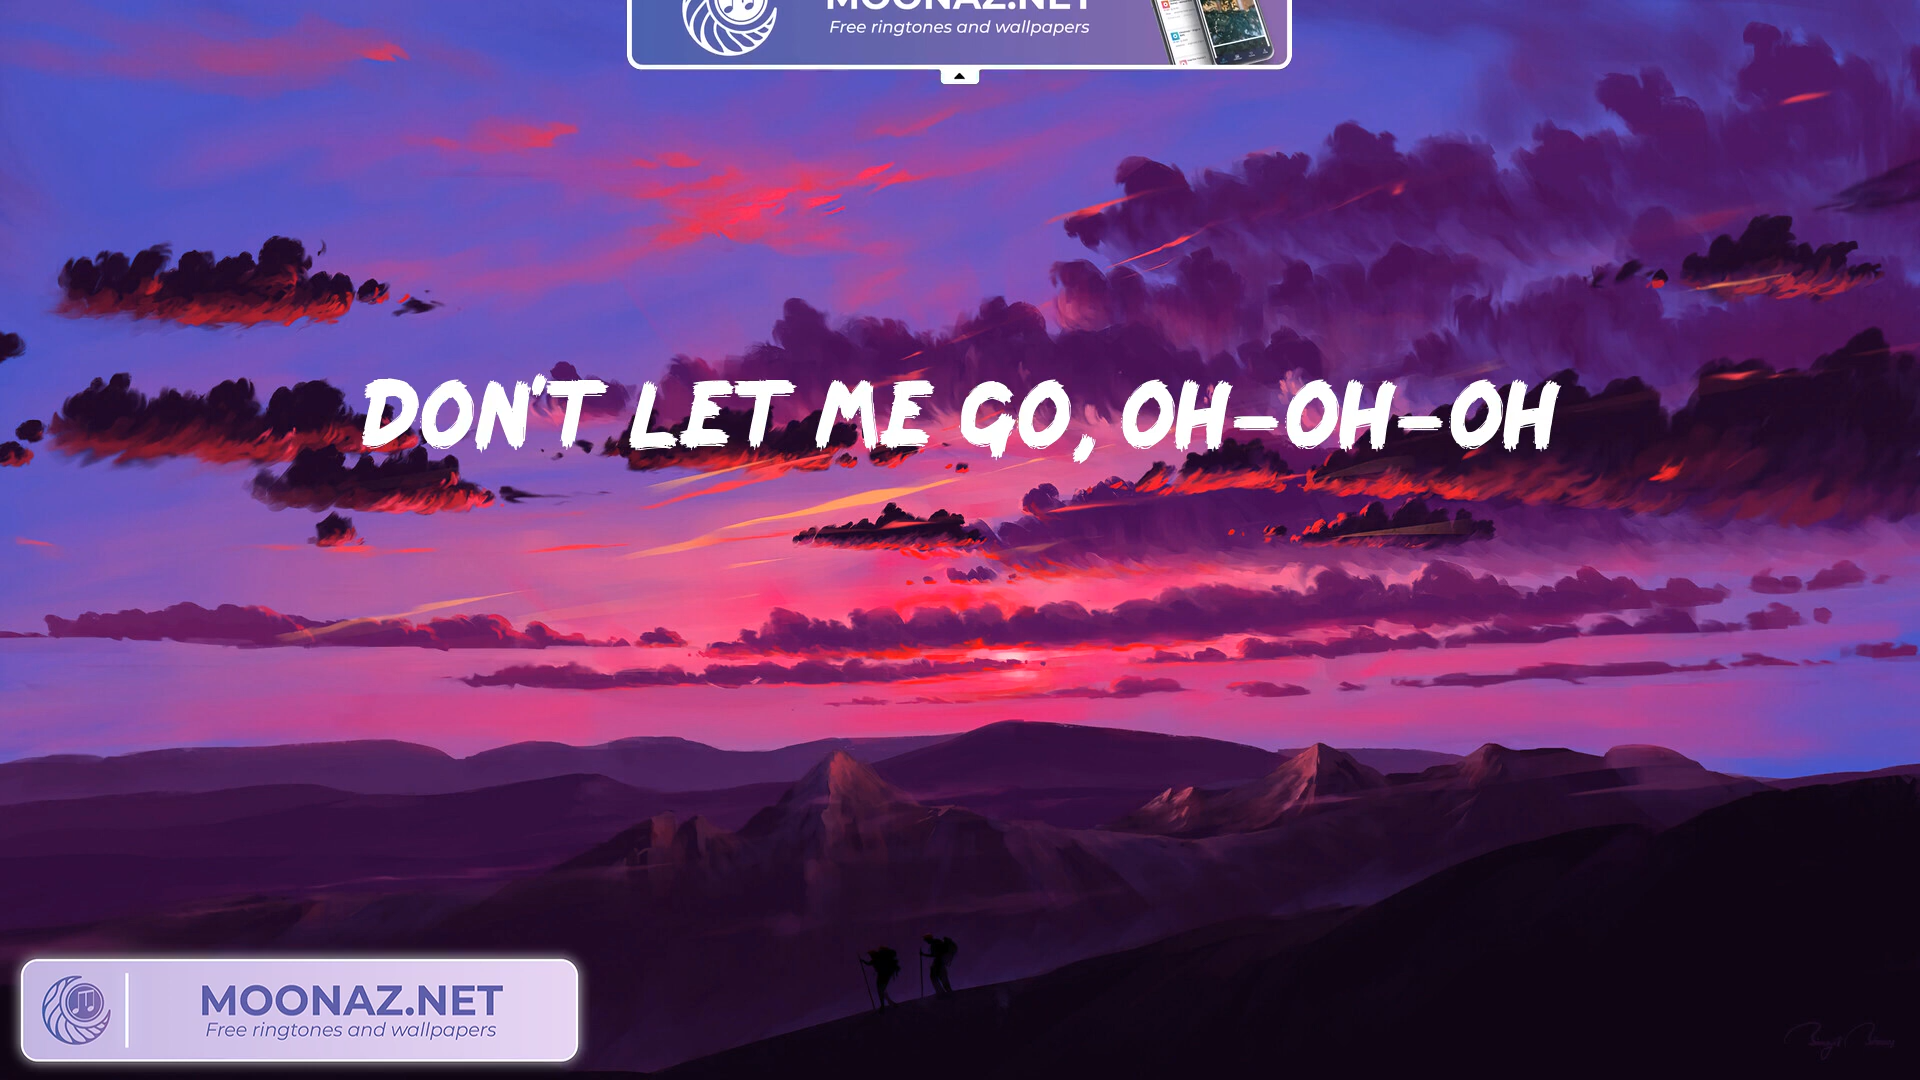 MOONAZ.NET
Free ringtones and wallpapers
DON'T LET ME GO, OH-OH-OH
MOONAZ.NET
Free ringtones and wallpapers